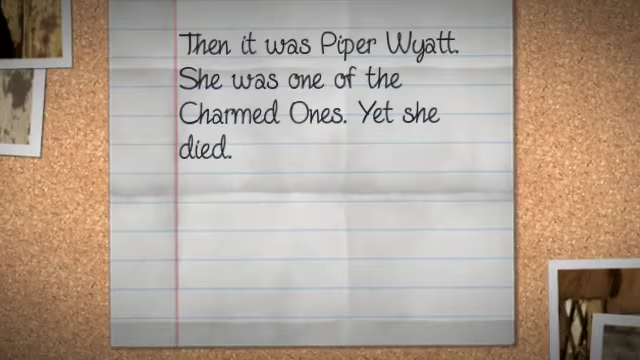 Then it was Piper Wyatt.
She was one of the
Charmed Ones. Yet she
died.